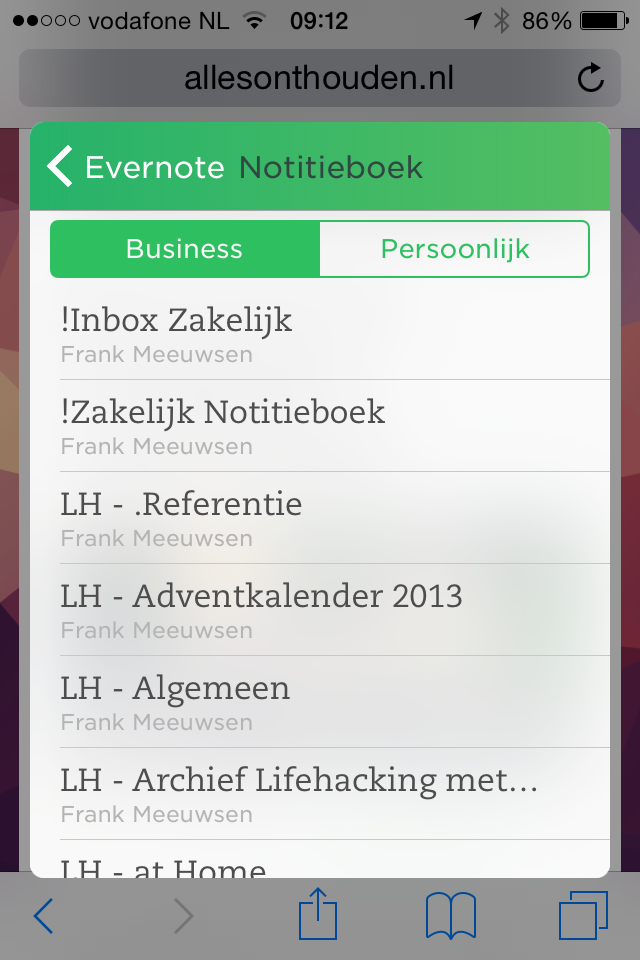 vodafone NL 09:12 86%
allesonthouden.nl
Evernote Notitieboek
Business Persoonlijk
!Inbox Zakelijk
Frank Meeuwsen
!Zakelijk Notitieboek
Frank Meeuwsen
LH - .Referentie
Frank Meeuwsen
LH - Adventkalender 2013
Frank Meeuwsen
LH - Algemeen
Frank Meeuwsen
LH - Archief Lifehacking met...
Frank Meeuwsen
LH - at Home